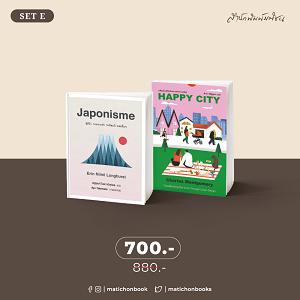 SET E
สำนักพิมพ์มติชน
HAPPY CITY
Japonisme
Erin Niimi Longhurst
Charles Montgomery
700.-
880.-
matichonbook | matichonbooks